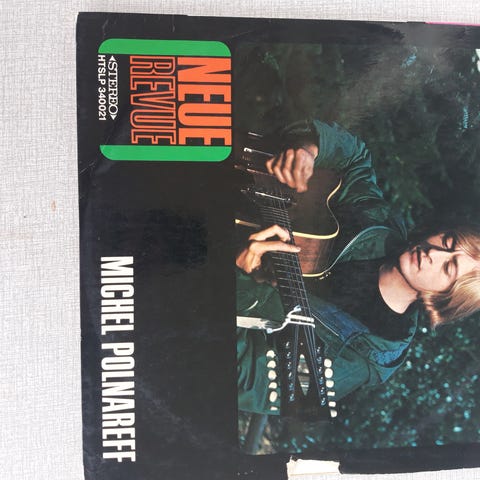 NEUE
REVUE
STEREO
HTSLP 340021
MICHEL POLNAREFF